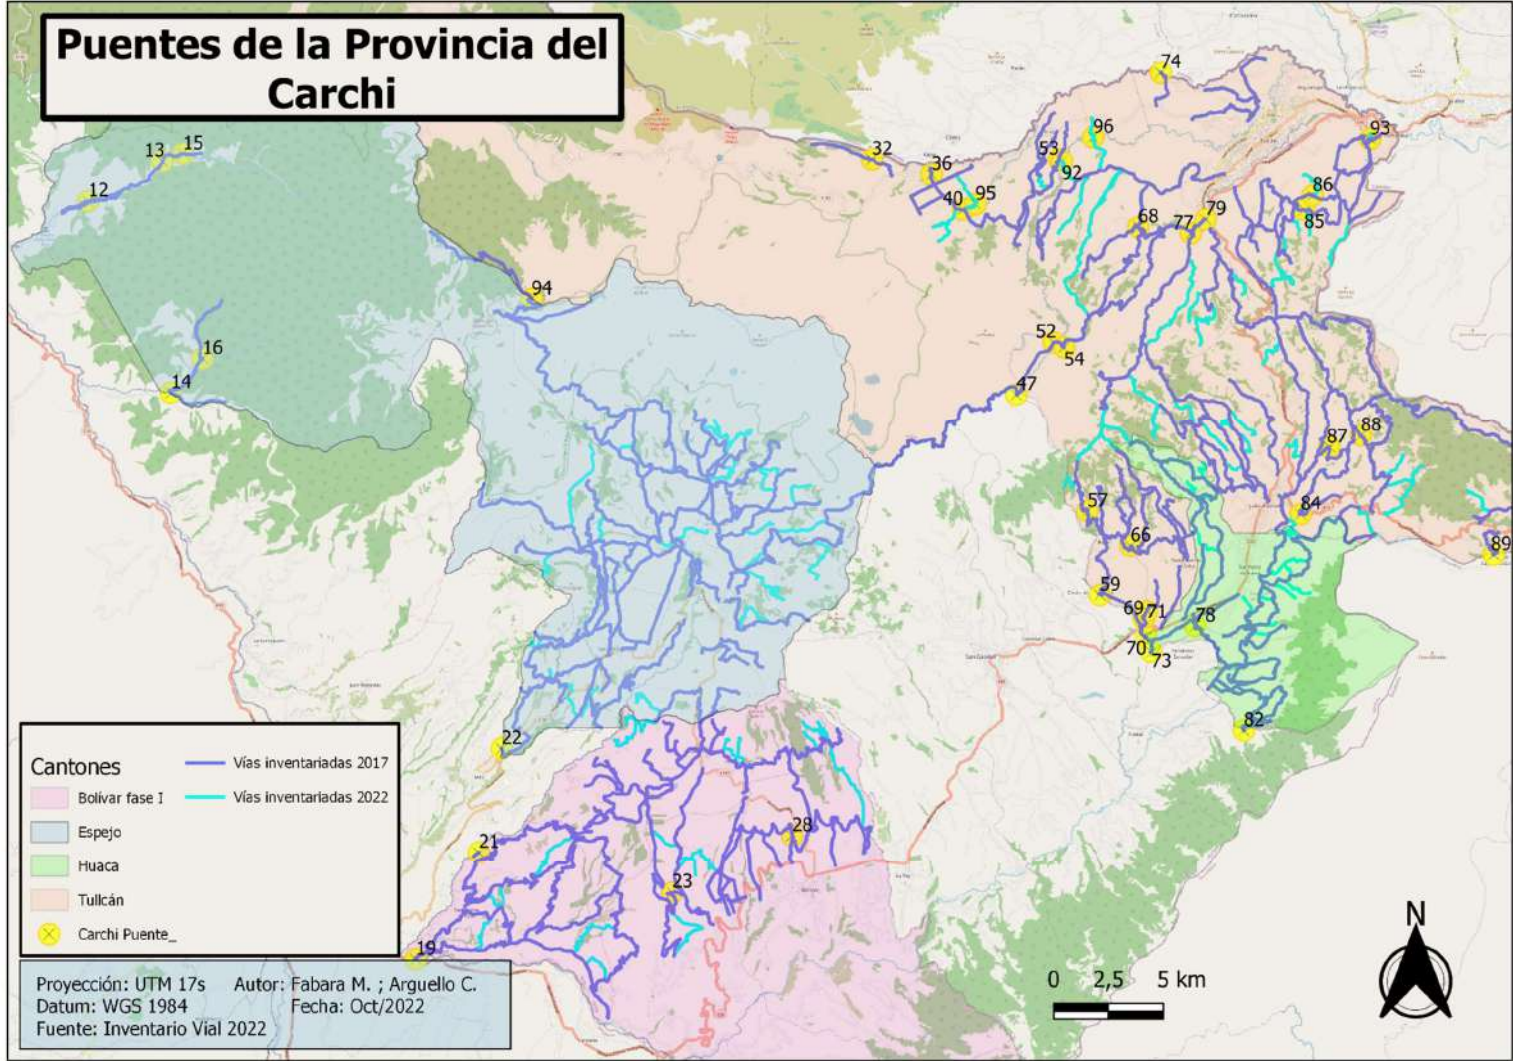 Puentes de la Provincia del
Carchi
74
96
93
13
15
32
53
36
92
86
12
40
95
68
79
77
85
94
52
54
16
14
47
88
87
57
84
66
89
59
69
71
78
70
73
82
22
28
21
23
19
Cantones
Vías inventariadas 2017
Bolívar fase I
Vías inventariadas 2022
Espejo
Huaca
Tullcán
Carchi Puente_
Proyección: UTM 17s
Autor: Fabara M. ; Arguello C.
Datum: WGS 1984
Fecha: Oct/2022
Fuente: Inventario Vial 2022
0 2,5 5 km
N